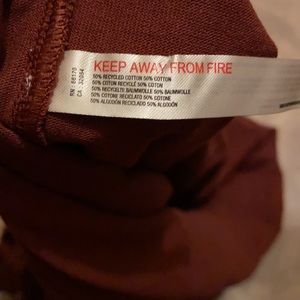 KEEP AWAY FROM FIRE
50% RECYCLED COTTON 50% COTTON
50% COTON RECYCLÉ 50% COTON
50% RECYCELTE BAUMWOLLE 50% BAUMWOLLE
50% COTONE RICICLATO 50% COTONE
50% ALGODÓN RECICLADO 50% ALGODÓN